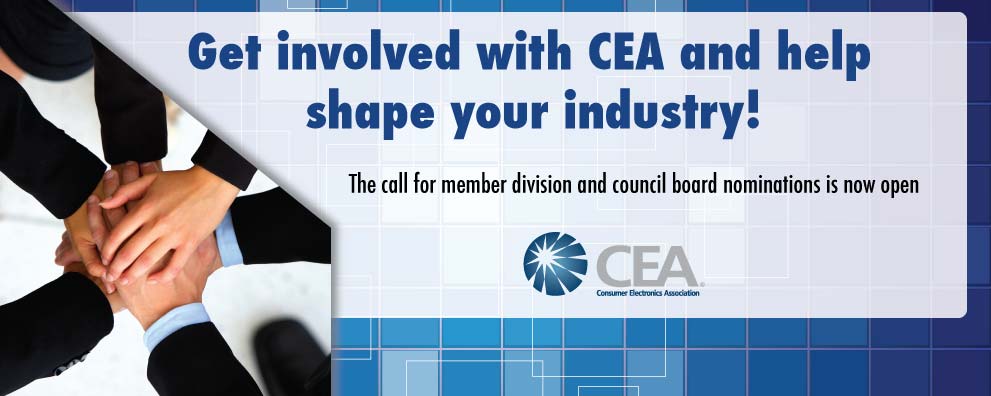 Get involved with CEA and help
shape your industry!
The call for member division and council board nominations is now open
CEA®
Consumer Electronics Association